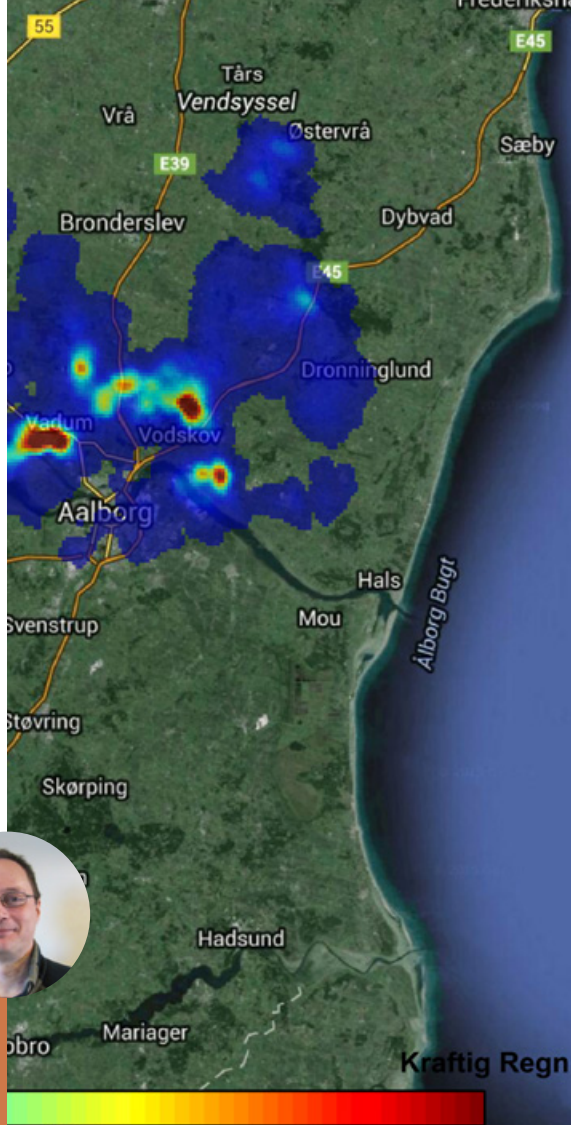 55
E45
Tårs
Vendsyssel
Vrå
Østervrå
Sæby
E39
Bronderslev
Dybvad
E45
Dronninglund
Vadum
Vodskov
Aalborg
Hals
Ålborg Bugt
Mou
Svenstrup
Støvring
Skørping
Hadsund
Mariager
obro
Kraftig Regn